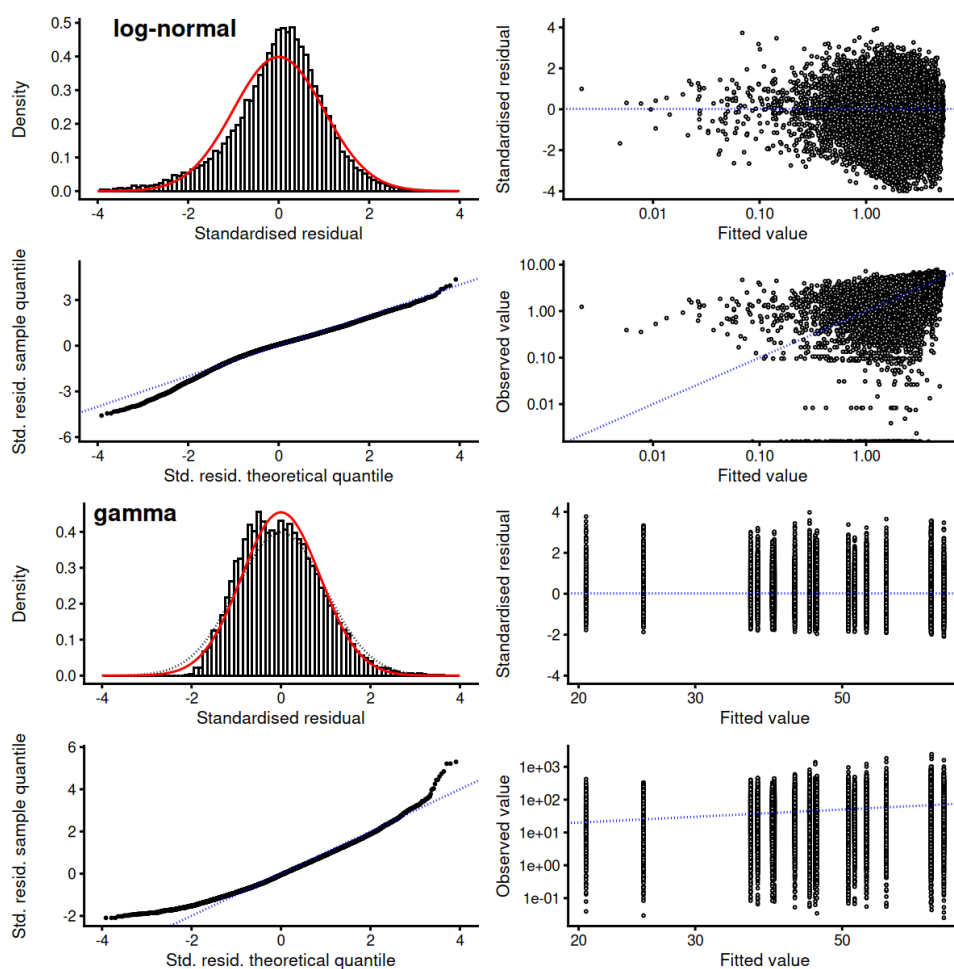 log-normal
Density
0.5
0.4
0.3
0.2
0.1
0.0
-4
-2
0
2
4
Standardised residual
Standardised residual
4
2
0
-2
-4
0.01
0.10
1.00
Fitted value
Std. resid. sample quantile
3
0
-3
-6
-4
-2
0
2
4
Std. resid. theoretical quantile
Observed value
10.00
1.00
0.10
0.01
0.01
0.10
1.00
Fitted value
gamma
Density
0.4
0.3
0.2
0.1
0.0
-4
-2
0
2
4
Standardised residual
Standardised residual
4
2
0
-2
-4
20
30
50
Fitted value
Std. resid. sample quantile
6
4
2
0
-2
-4
-2
0
2
4
Std. resid. theoretical quantile
Observed value
1e+03
1e+02
1e+01
1e+00
1e-01
20
30
50
Fitted value